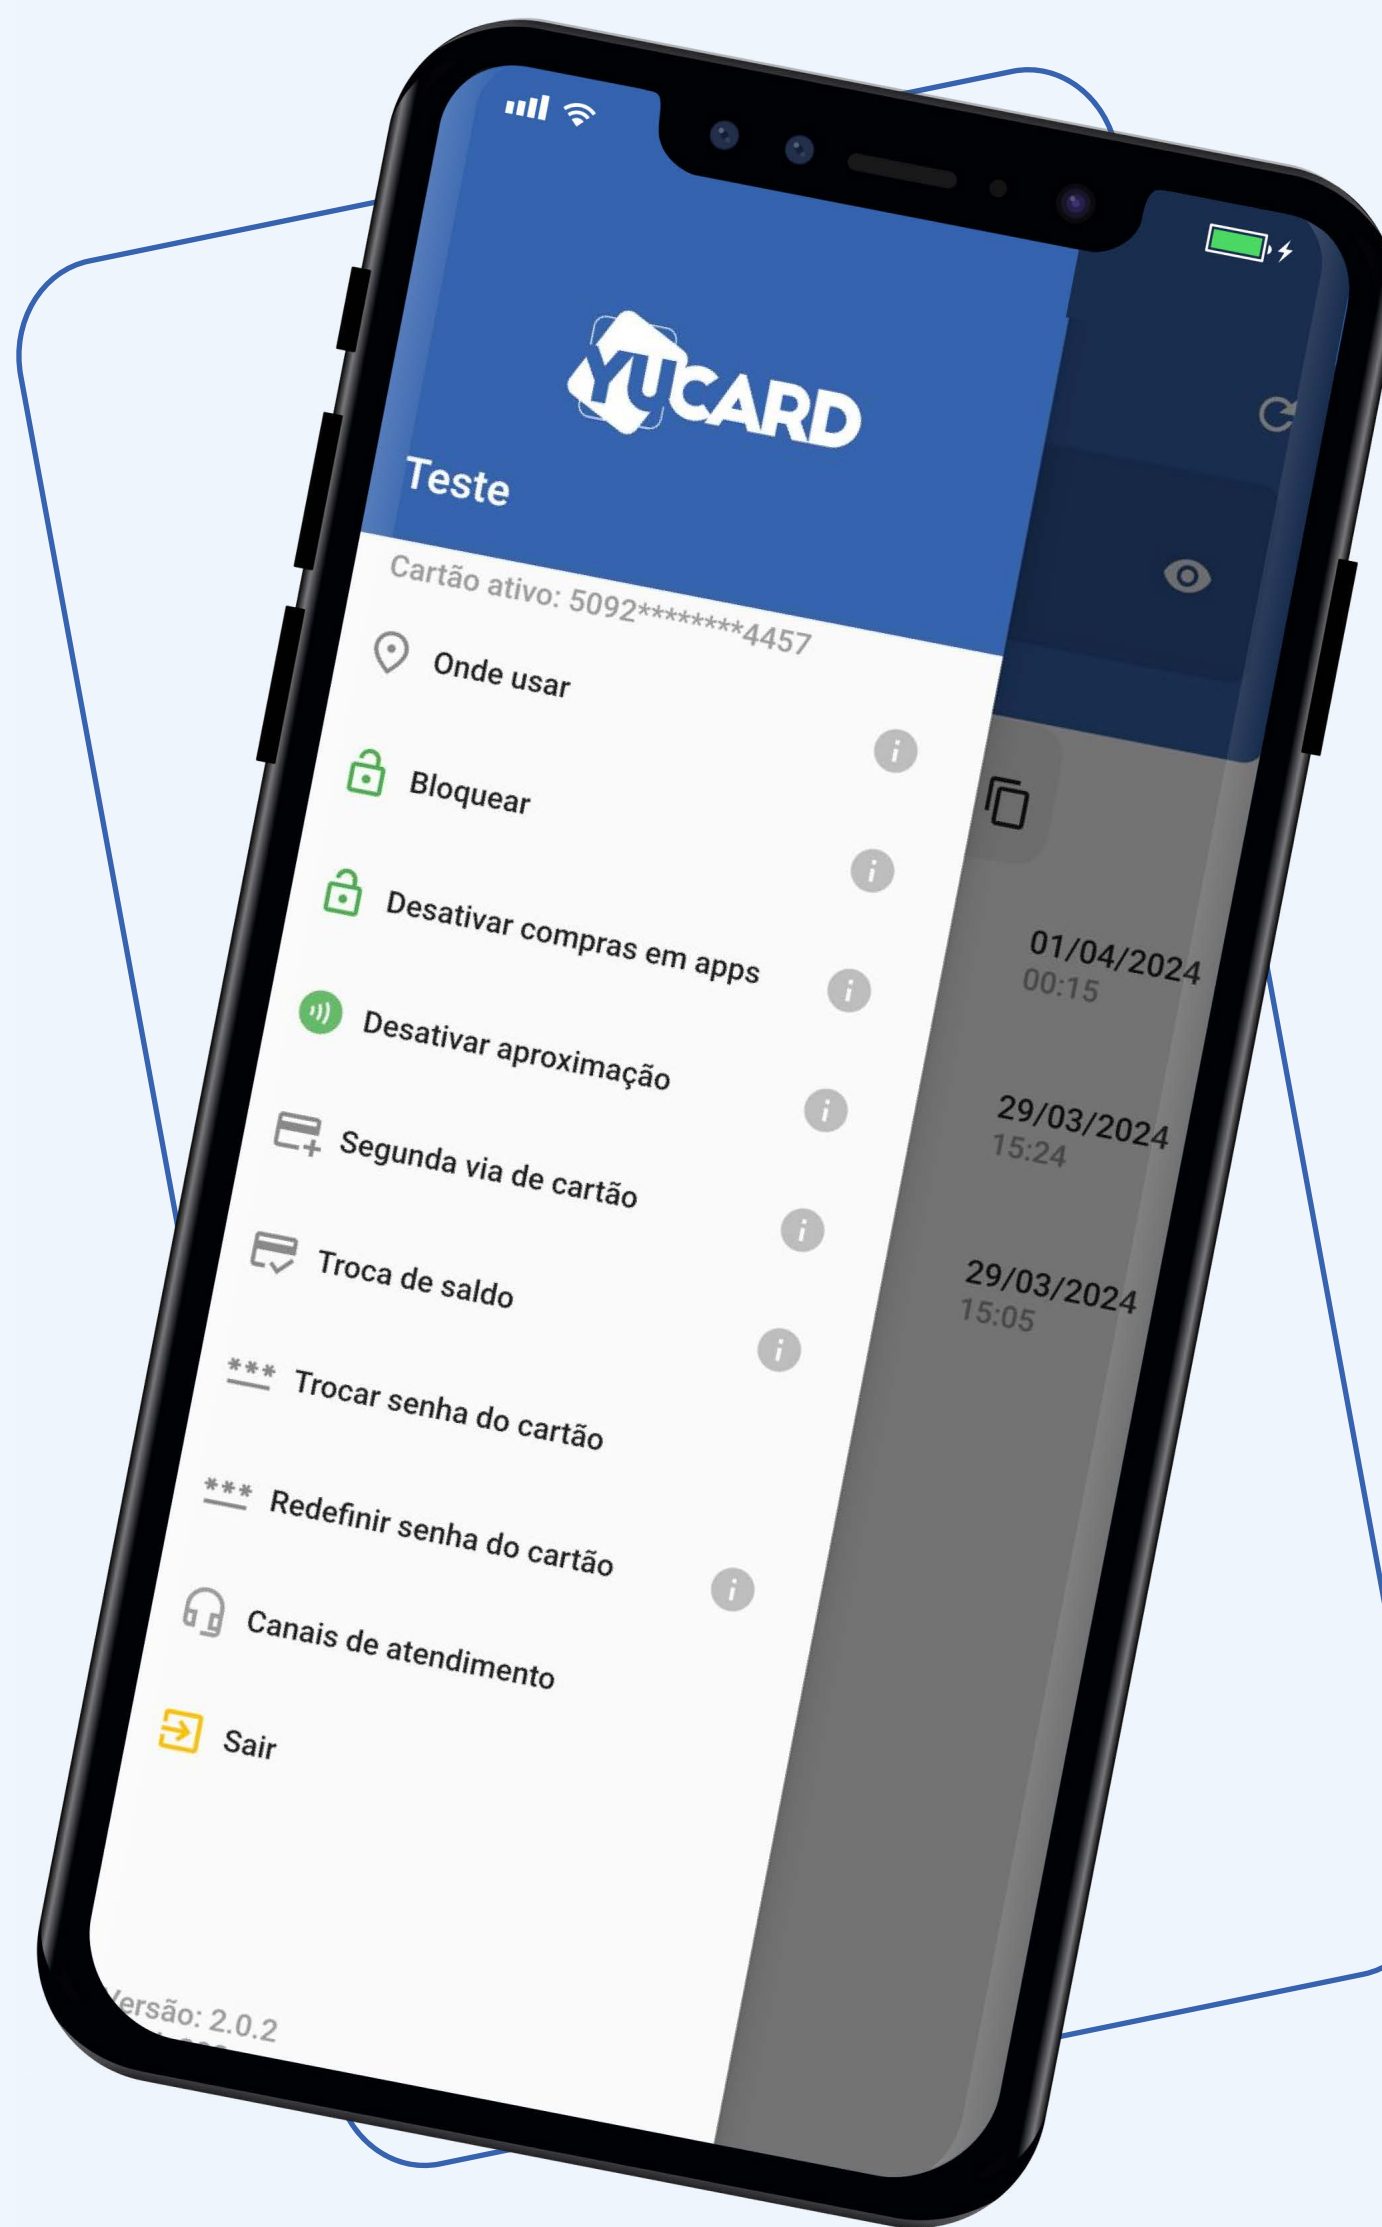 YUCARD
Teste
Cartão ativo: 5092********4457
Onde usar
Bloquear
Desativar compras em apps
Desativar aproximação
Segunda via de cartão
Troca de saldo
*** Trocar senha do cartão
*** Redefinir senha do cartão
Canais de atendimento
Sair
Versão: 2.0.2
01/04/2024
00:15
29/03/2024
15:24
29/03/2024
15:05